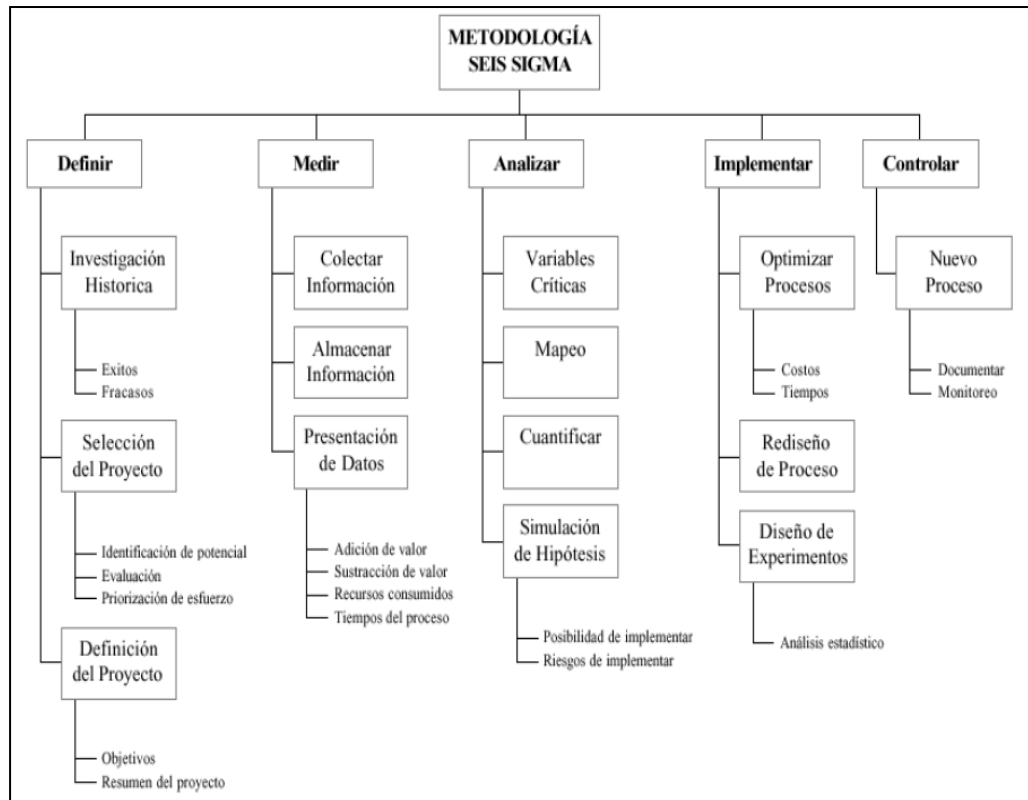 METODOLOGÍA
SEIS SIGMA
Definir
Medir
Analizar
Implementar
Controlar
Investigación
Historica
Exitos
Fracasos
Selección
del Proyecto
Identificación de potencial
Evaluación
Priorización de esfuerzo
Definición
del Proyecto
Objetivos
Resumen del proyecto
Colectar
Información
Almacenar
Información
Presentación
de Datos
Adición de valor
Sustracción de valor
Recursos consumidos
Tiempos del proceso
Variables
Críticas
Mapeo
Cuantificar
Simulación
de Hipótesis
Posibilidad de implementar
Riesgos de implementar
Optimizar
Procesos
Costos
Tiempos
Rediseño
de Proceso
Diseño de
Experimentos
Análisis estadístico
Nuevo
Proceso
Documentar
Monitoreo